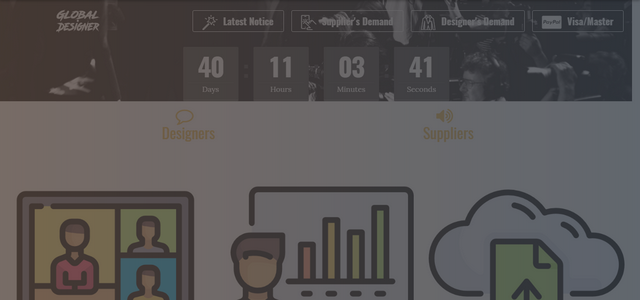 GLOBAL
DESIGNER
Latest Notice
Supplier's Demand
Designer's Demand
PayPal
Visa/Master
40 : 11 : 03 : 41
Days Hours Minutes Seconds
Designers
Suppliers